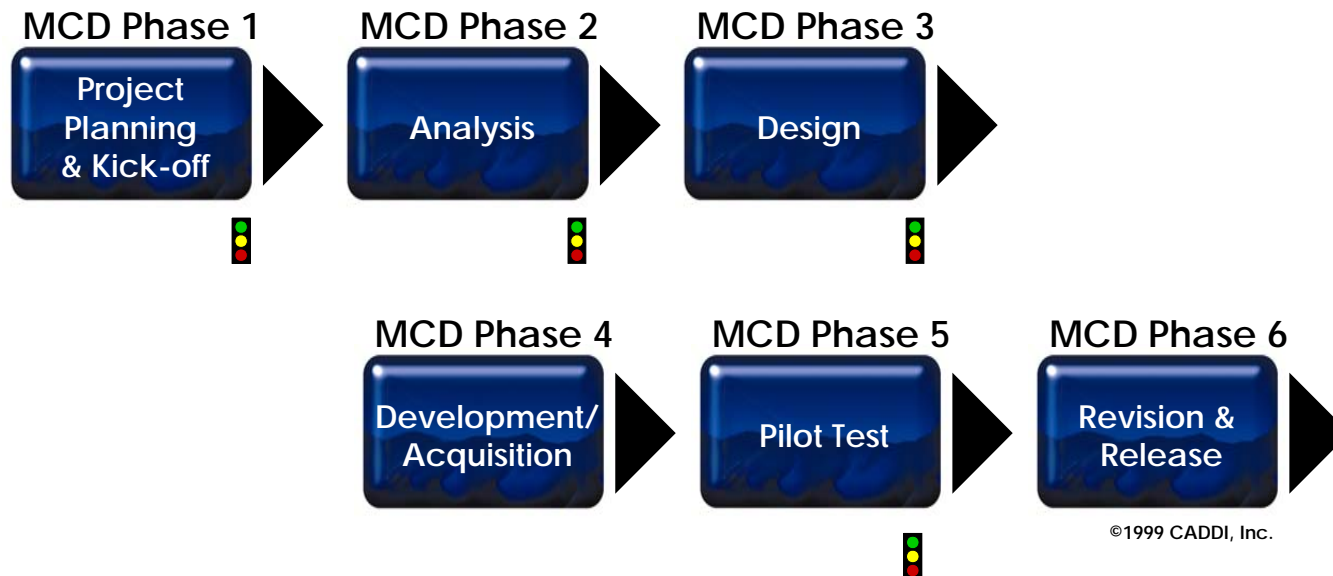 MCD Phase 1
MCD Phase 2
MCD Phase 3
Project
Planning
& Kick-off
Analysis
Design
MCD Phase 4
MCD Phase 5
MCD Phase 6
Development/
Acquisition
Pilot Test
Revision &
Release
©1999 CADDI, Inc.